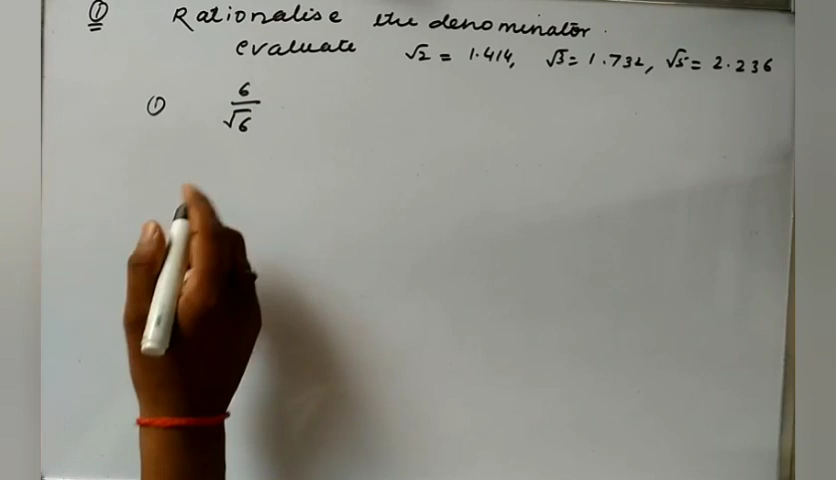 ① Rationalise the denominator.
evaluate √2 = 1.414, √3 = 1.732, √5 = 2.236
① 6/√6